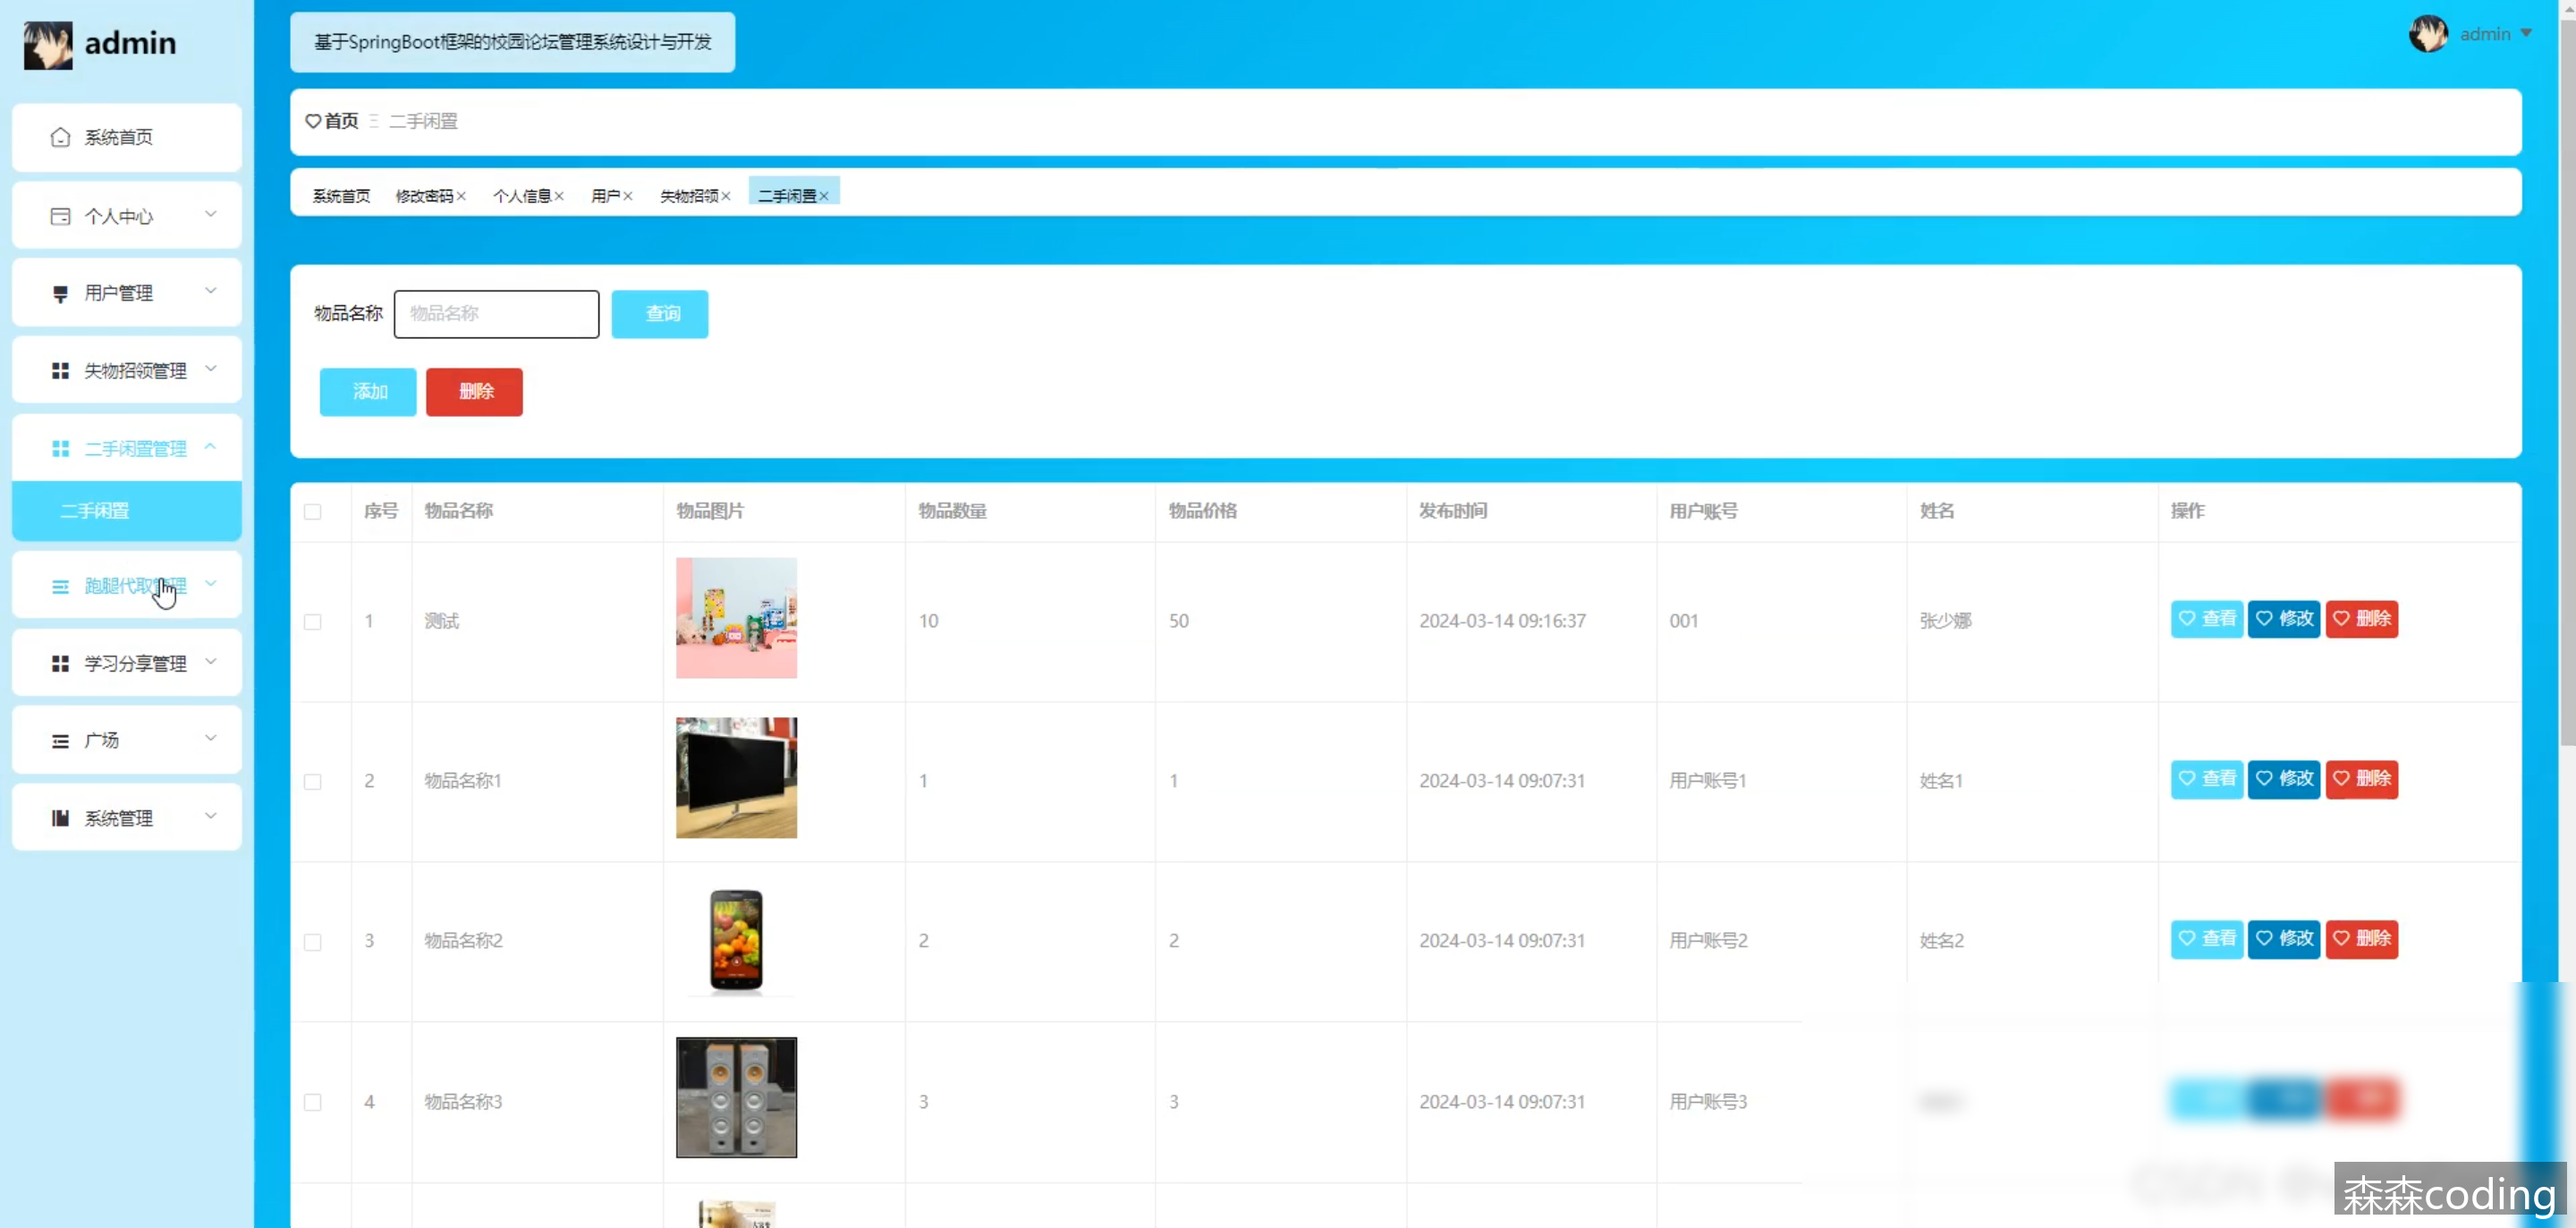 admin
基于SpringBoot框架的校园论坛管理系统设计与开发
admin
首页 二手闲置
系统首页 修改密码× 个人信息× 用户× 失物招领× 二手闲置×
系统首页
个人中心
用户管理
失物招领管理
二手闲置管理
二手闲置
跑腿代取管理
学习分享管理
广场
系统管理
物品名称 物品名称 查询
添加 删除
序号 物品名称 物品图片 物品数量 物品价格 发布时间 用户账号 姓名 操作
1 测试 10 50 2024-03-14 09:16:37 001 张少娜 查看 修改 删除
2 物品名称1 1 1 2024-03-14 09:07:31 用户账号1 姓名1 查看 修改 删除
3 物品名称2 2 2 2024-03-14 09:07:31 用户账号2 姓名2 查看 修改 删除
4 物品名称3 3 3 2024-03-14 09:07:31 用户账号3
森森coding